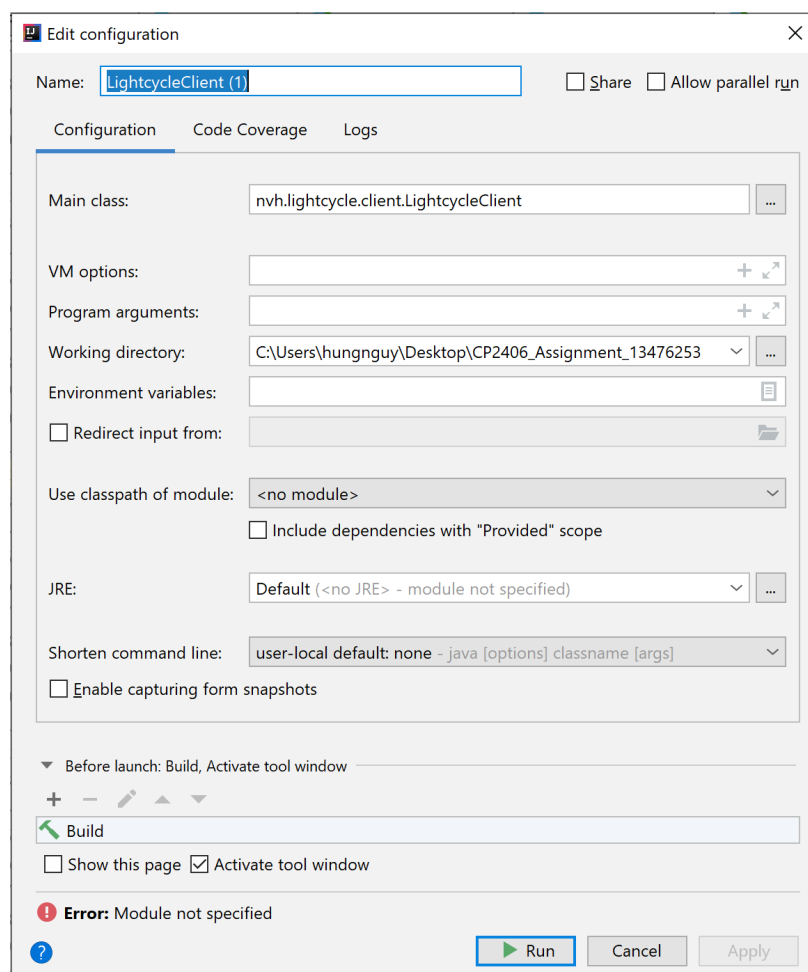 IJ Edit configuration
Name: LightcycleClient (1) Share Allow parallel run
Configuration Code Coverage Logs
Main class: nvh.lightcycle.client.LightcycleClient ...
VM options:
Program arguments:
Working directory: C:\Users\hungnguy\Desktop\CP2406_Assignment_13476253 ...
Environment variables:
Redirect input from:
Use classpath of module: <no module>
Include dependencies with "Provided" scope
JRE: Default (<no JRE> - module not specified) ...
Shorten command line: user-local default: none - java [options] classname [args]
Enable capturing form snapshots
Before launch: Build, Activate tool window
Build
Show this page Activate tool window
Error: Module not specified
? Run Cancel Apply